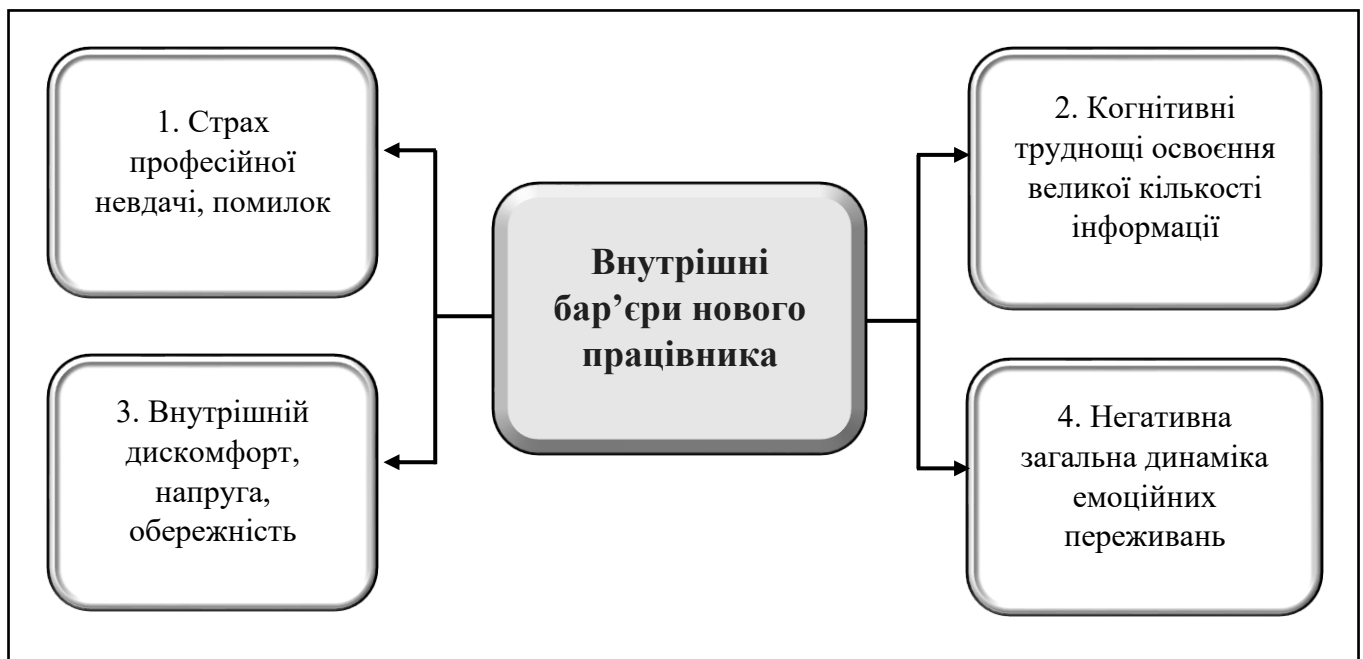 1. Страх
професійної
невдачі, помилок
2. Когнітивні
труднощі освоєння
великої кількості
інформації
Внутрішні
бар’єри нового
працівника
3. Внутрішній
дискомфорт,
напруга,
обережність
4. Негативна
загальна динаміка
емоційних
переживань